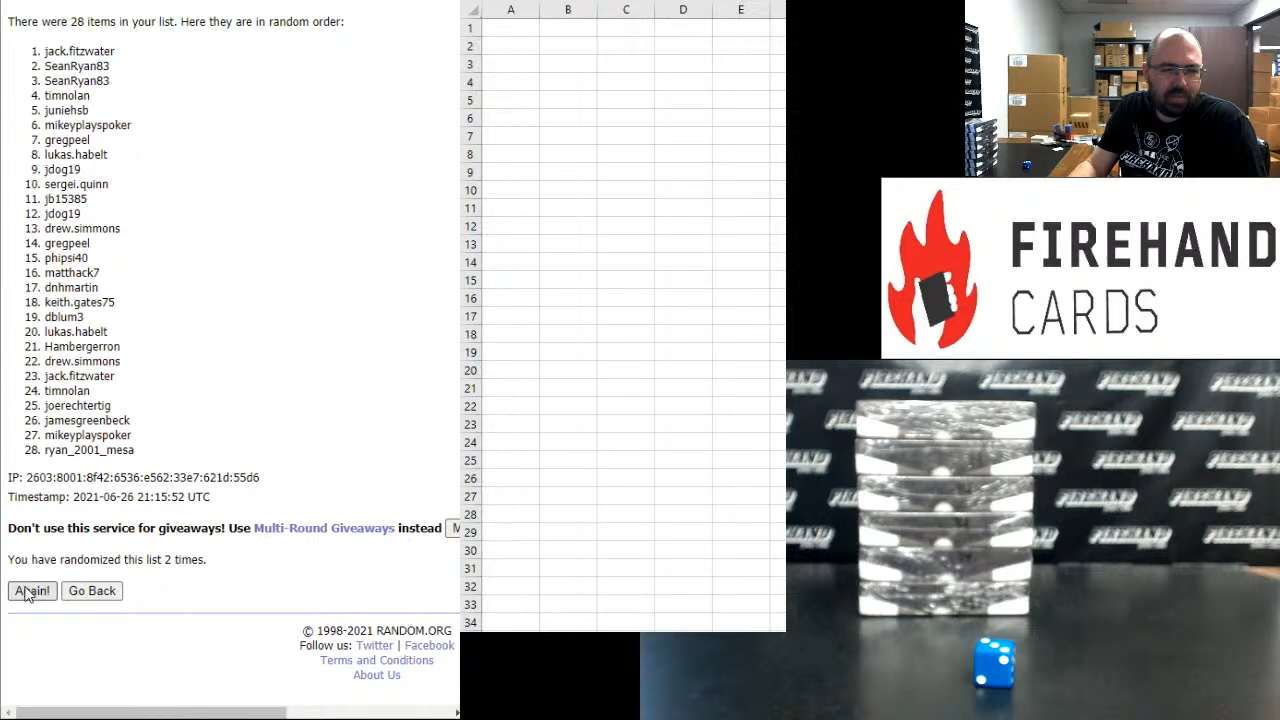 There were 28 items in your list. Here they are in random order:
1. jack.fitzwater
2. SeanRyan83
3. SeanRyan83
4. timnolan
5. juniehsb
6. mikeyplayspoker
7. gregpeel
8. lukas.habelt
9. jdog19
10. sergei.quinn
11. jb15385
12. jdog19
13. drew.simmons
14. gregpeel
15. phipsi40
16. matthack7
17. dnhmartin
18. keith.gates75
19. dblum3
20. lukas.habelt
21. Hambergerron
22. drew.simmons
23. jack.fitzwater
24. timnolan
25. joerechtertig
26. jamesgreenbeck
27. mikeyplayspoker
28. ryan_2001_mesa
IP: 2603:8001:8f42:6536:e562:33e7:621d:55d6
Timestamp: 2021-06-26 21:15:52 UTC
Don't use this service for giveaways! Use Multi-Round Giveaways instead M
You have randomized this list 2 times.
Again! Go Back
© 1998-2021 RANDOM.ORG
Follow us: Twitter | Facebook
Terms and Conditions
About Us
A B C D E
1
2
3
4
5
6
7
8
9
10
11
12
13
14
15
16
17
18
19
20
21
22
23
24
25
26
27
28
29
30
31
32
33
34
FIREHAND
CARDS